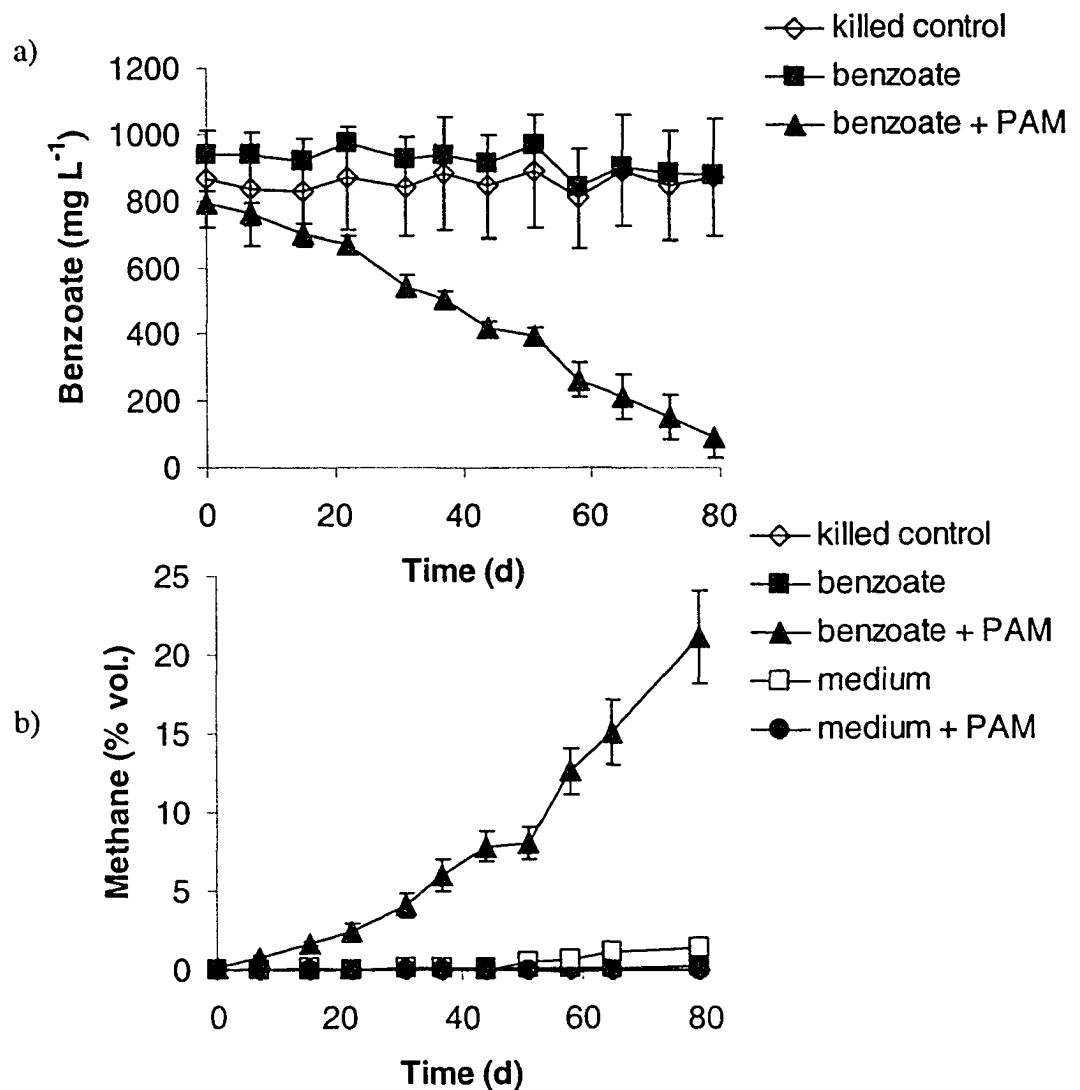 a)
killed control
benzoate
benzoate + PAM
Benzoate (mg L-1)
1200
1000
800
600
400
200
0
0 20 40 60 80
Time (d)
b)
killed control
benzoate
benzoate + PAM
medium
medium + PAM
Methane (% vol.)
25
20
15
10
5
0
0 20 40 60 80
Time (d)